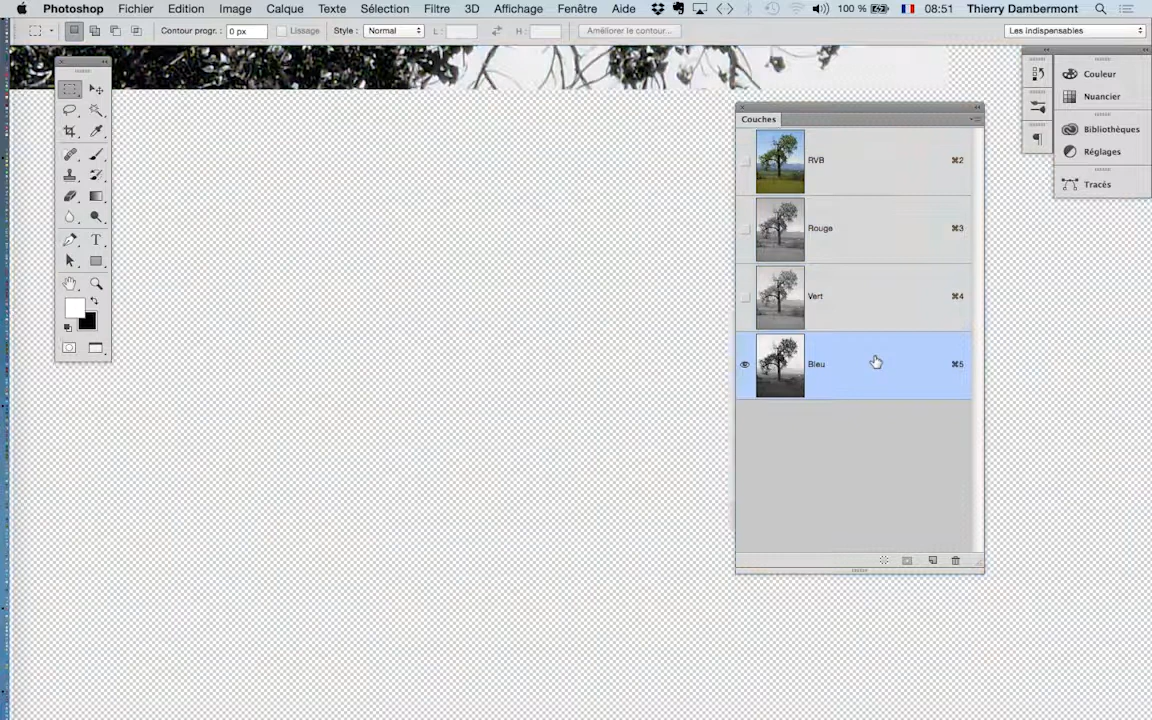 Photoshop Fichier Edition Image Calque Texte Sélection Filtre 3D Affichage Fenêtre Aide 100 % 08:51 Thierry Dambermont
Contour progr. : 0 px Lissage Style : Normal L : H : Améliorer le contour... Les indispensables
Couleur
Nuancier
Bibliothèques
Réglages
Tracés
Couches
RVB ⌘2
Rouge ⌘3
Vert ⌘4
Bleu ⌘5
T